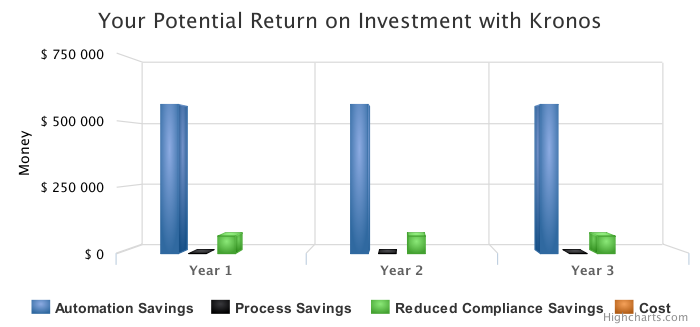 Your Potential Return on Investment with Kronos
$ 750 000
$ 500 000
$ 250 000
$ 0
Money
Year 1 Year 2 Year 3
Automation Savings Process Savings Reduced Compliance Savings Cost
Highcharts.com